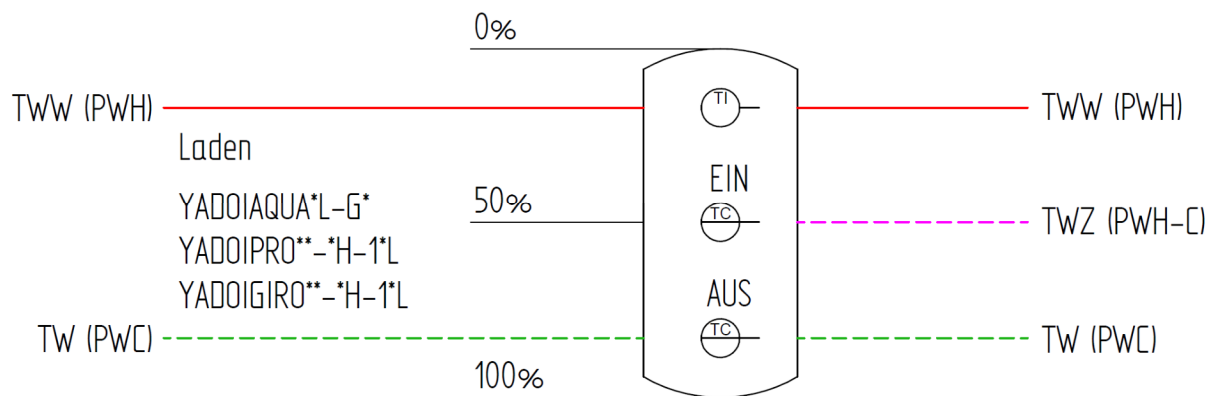 0%
TWW (PWH)
TI
TWW (PWH)
Laden
EIN
YADOIAQUA*L-G*
50%
TC
TWZ (PWH-C)
YADOIPRO**-*H-1*L
YADOIGIRO**-*H-1*L
AUS
TW (PWC)
TC
TW (PWC)
100%